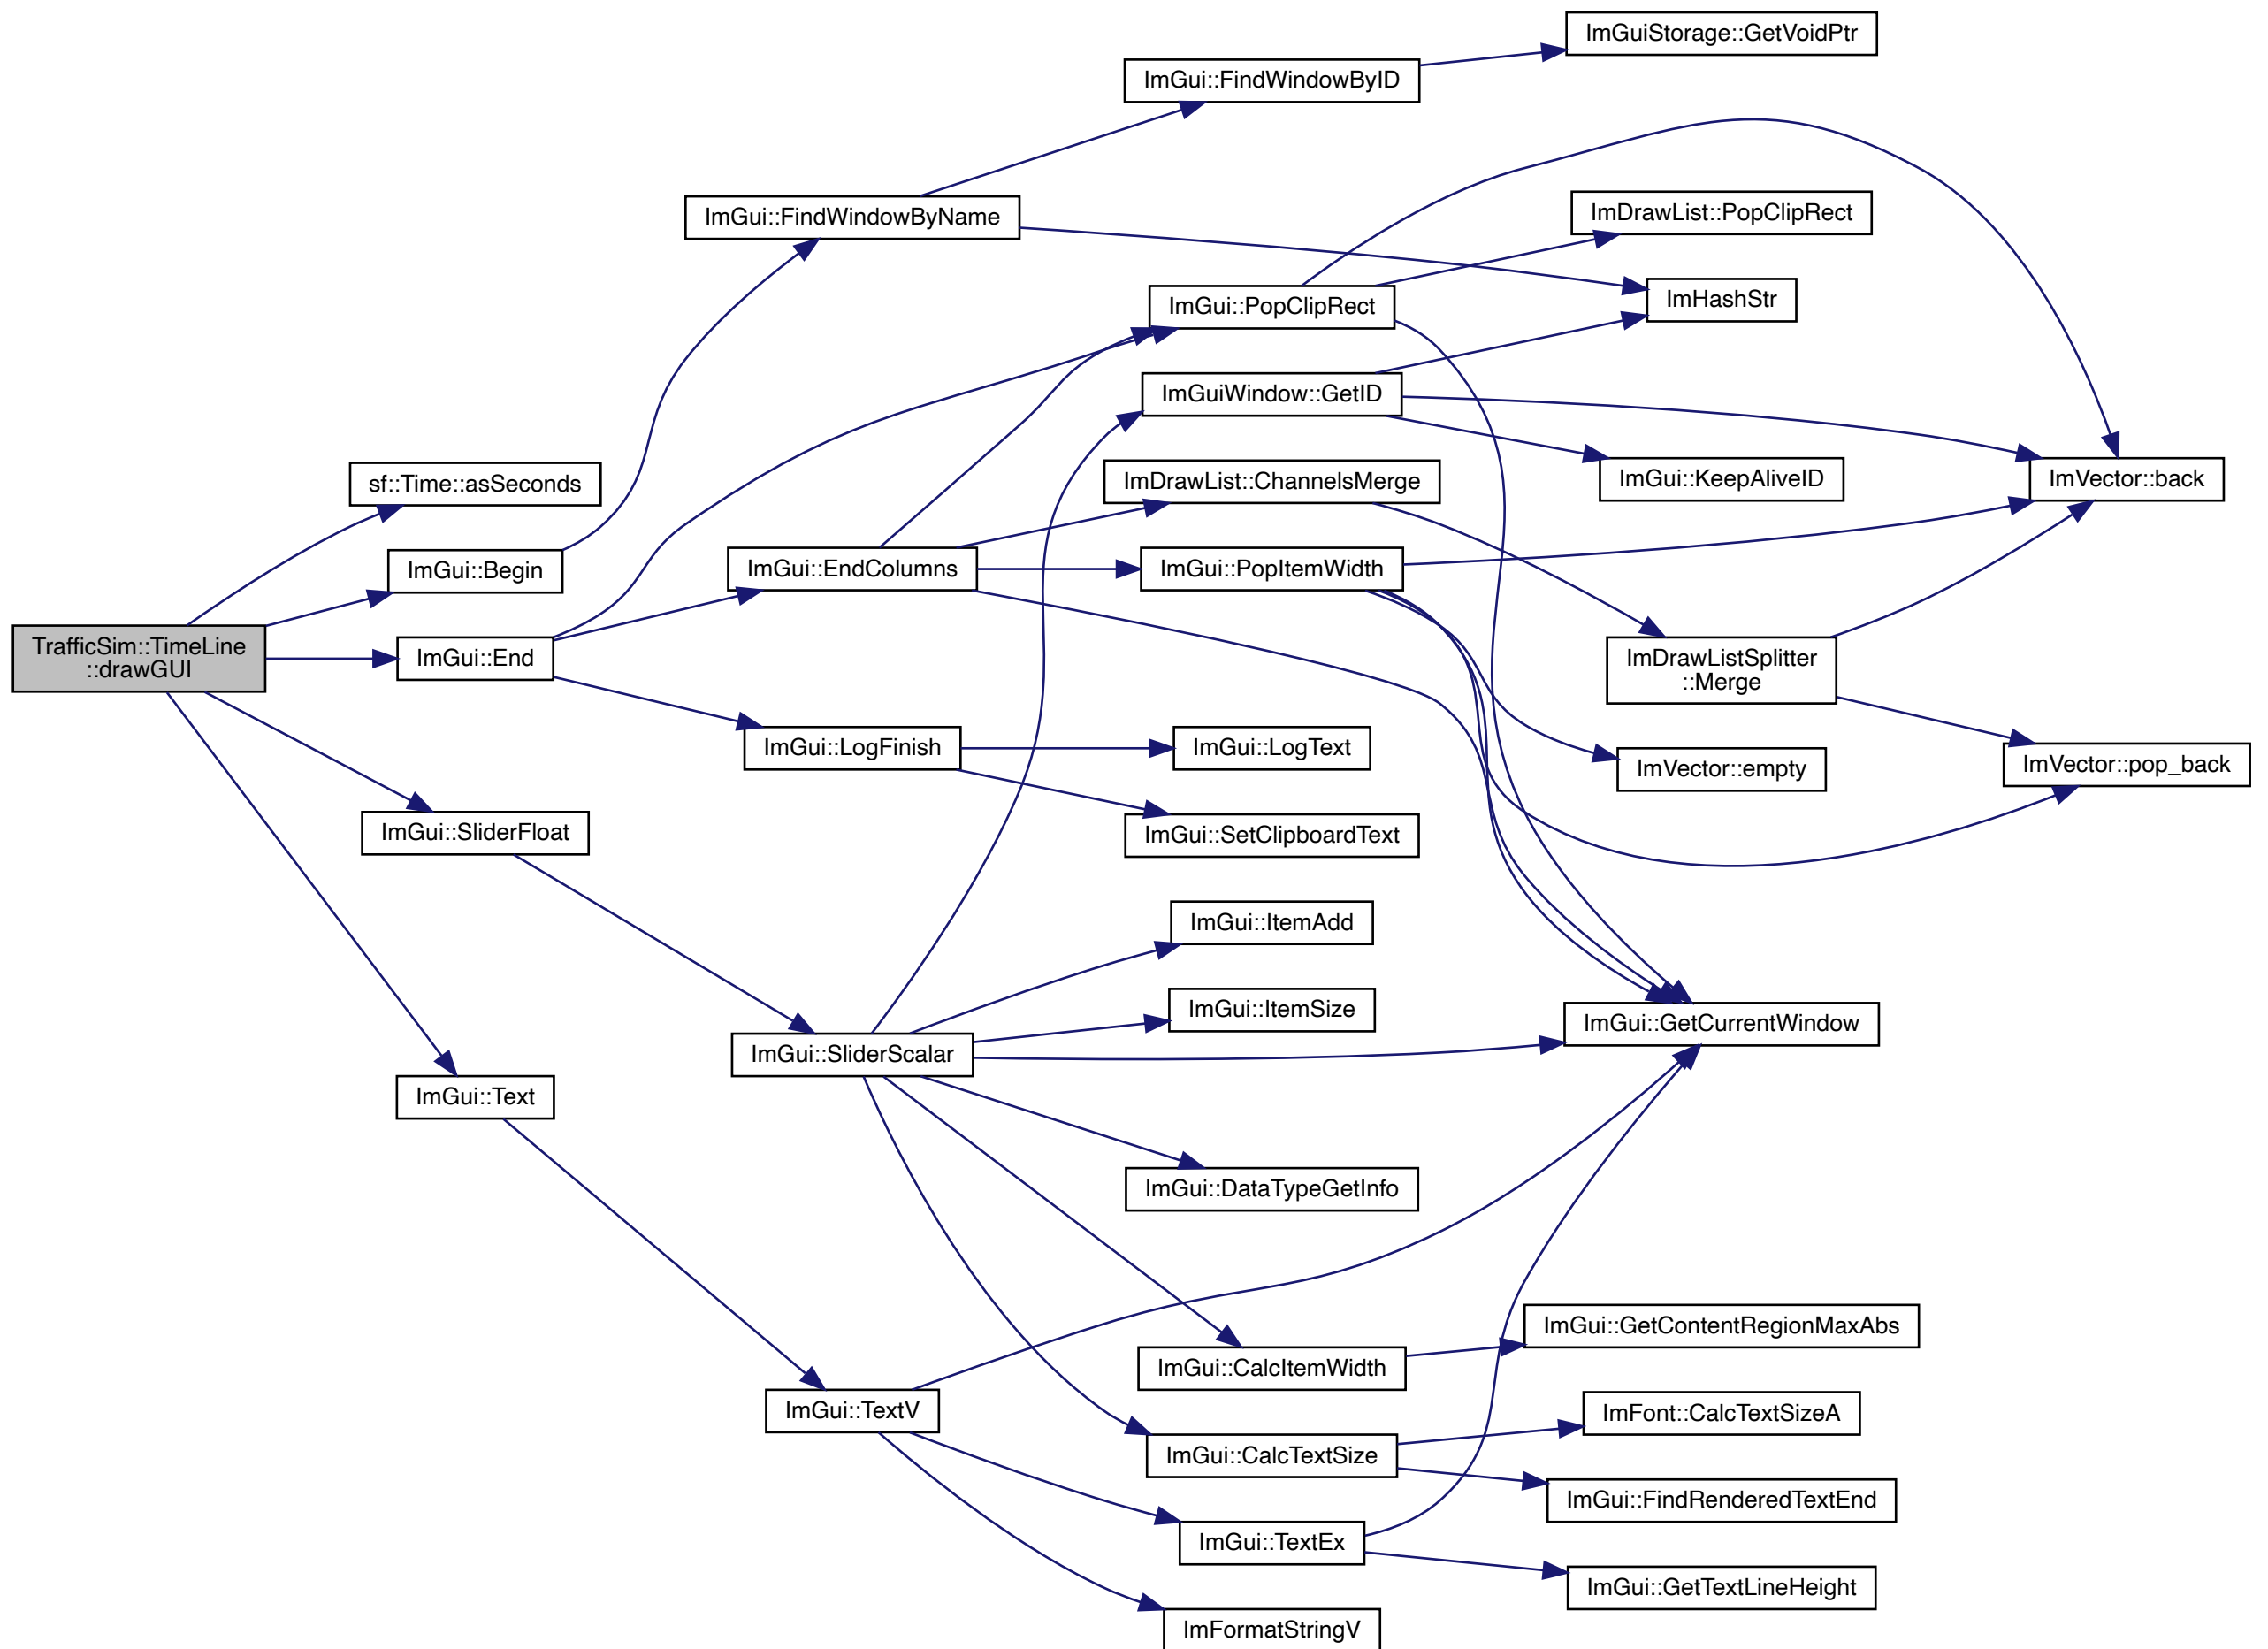 ImGuiStorage::GetVoidPtr
ImGui::FindWindowByID
ImGui::FindWindowByName
ImDrawList::PopClipRect
ImHashStr
ImGui::PopClipRect
ImGuiWindow::GetID
sf::Time::asSeconds
ImDrawList::ChannelsMerge
ImGui::KeepAliveID
ImVector::back
ImGui::Begin
ImGui::EndColumns
ImGui::PopItemWidth
TrafficSim::TimeLine
::drawGUI
ImGui::End
ImDrawListSplitter
::Merge
ImGui::LogFinish
ImGui::LogText
ImVector::empty
ImVector::pop_back
ImGui::SliderFloat
ImGui::SetClipboardText
ImGui::ItemAdd
ImGui::ItemSize
ImGui::GetCurrentWindow
ImGui::SliderScalar
ImGui::Text
ImGui::DataTypeGetInfo
ImGui::GetContentRegionMaxAbs
ImGui::CalcItemWidth
ImGui::TextV
ImFont::CalcTextSizeA
ImGui::CalcTextSize
ImGui::FindRenderedTextEnd
ImGui::TextEx
ImGui::GetTextLineHeight
ImFormatStringV